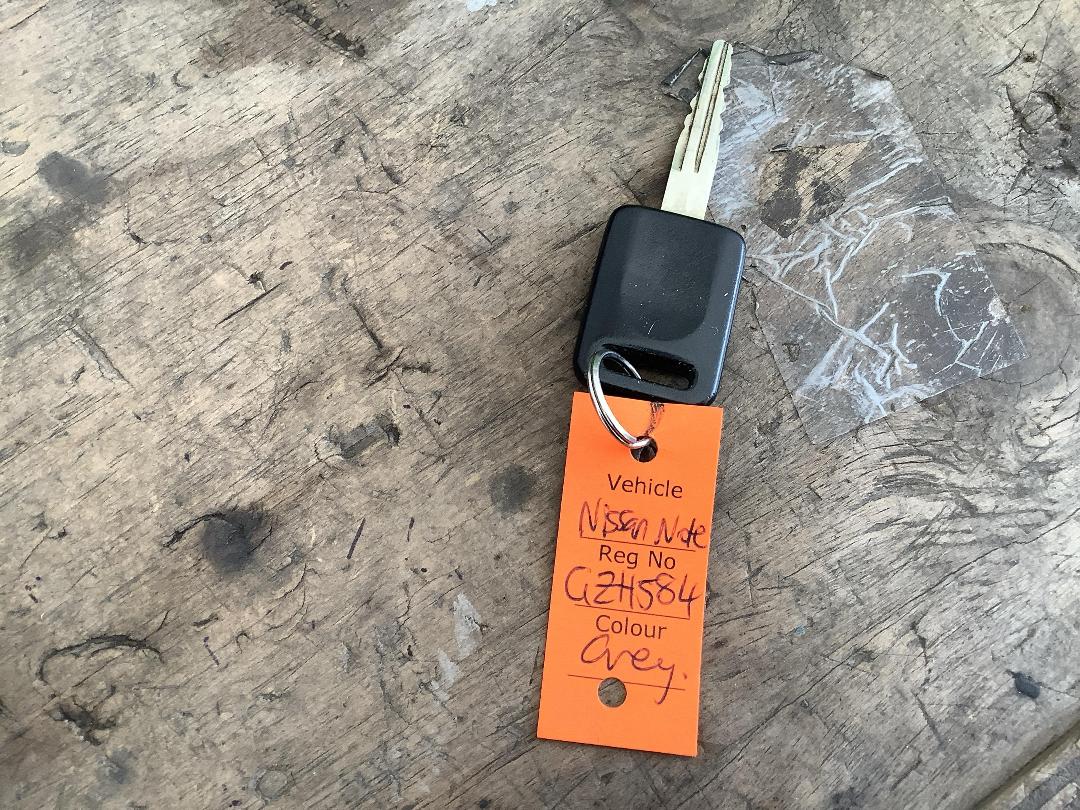 Vehicle
Nissan Note
Reg No
GZH584
Colour
Grey.